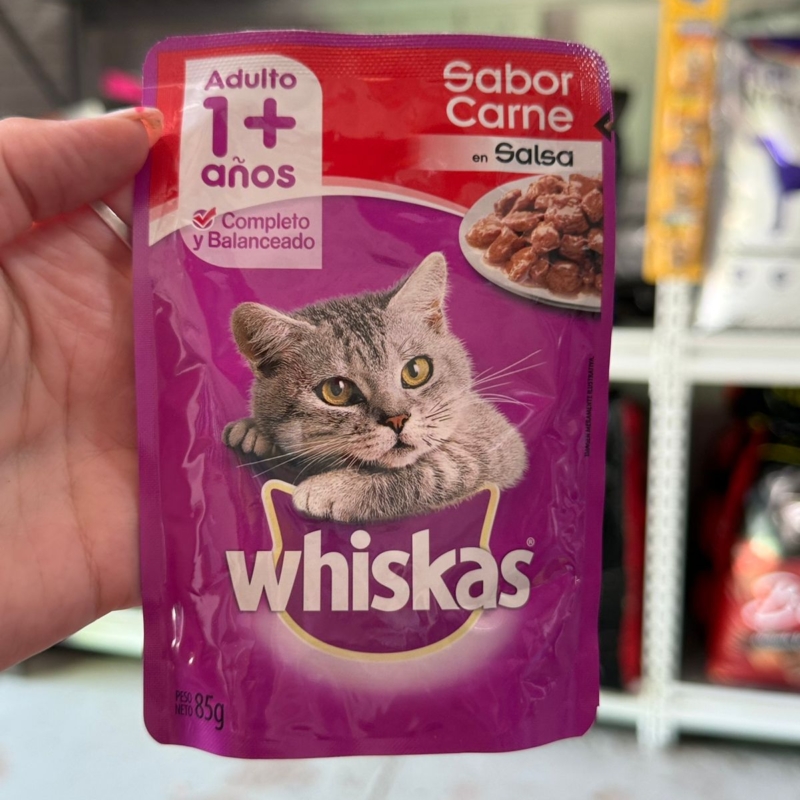 Adulto
1+
años
Completo
y Balanceado
Sabor
Carne
en Salsa
whiskas®
PESO
NETO 85g